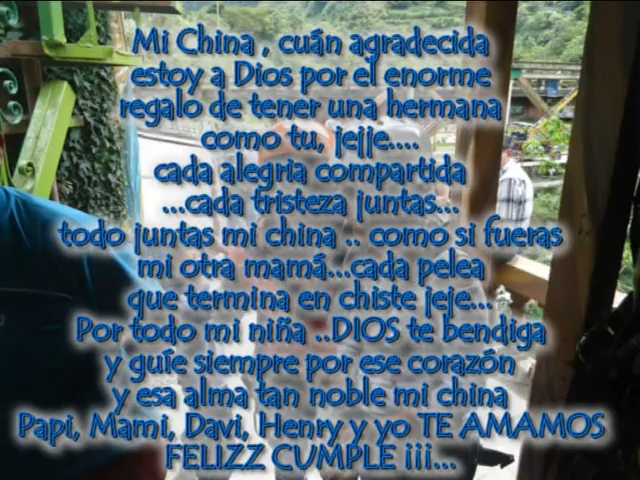 Mi China , cuán agradecida
estoy a Dios por el enorme
regalo de tener una hermana
como tu, jejje....
cada alegria compartida
...cada tristeza juntas...
todo juntas mi china .. como si fueras
mi otra mamá...cada pelea
que termina en chiste jeje...
Por todo mi niña ..DIOS te bendiga
y guíe siempre por ese corazón
y esa alma tan noble mi china
Papi, Mami, Davi, Henry y yo TE AMAMOS
FELIZZ CUMPLE ¡¡¡...